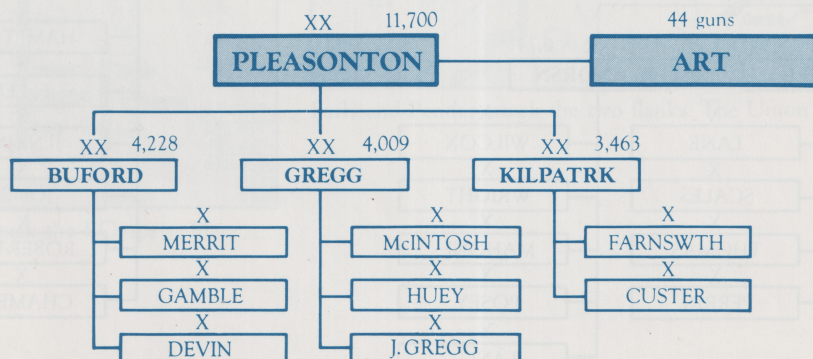 XX 11,700 44 guns
PLEASONTON ART
XX 4,228 XX 4,009 XX 3,463
BUFORD GREGG KILPATRK
X X X
MERRIT McINTOSH FARNSWTH
X X X
GAMBLE HUEY CUSTER
X X
DEVIN J. GREGG